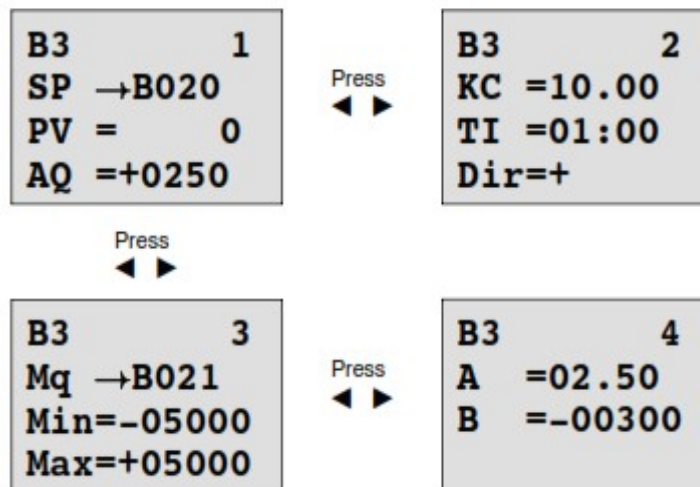 B3 1
SP →B020
PV = 0
AQ =+0250
Press
◄ ►
B3 2
KC =10.00
TI =01:00
Dir=+
Press
◄ ►
B3 3
Mq →B021
Min=-05000
Max=+05000
Press
◄ ►
B3 4
A =02.50
B =-00300